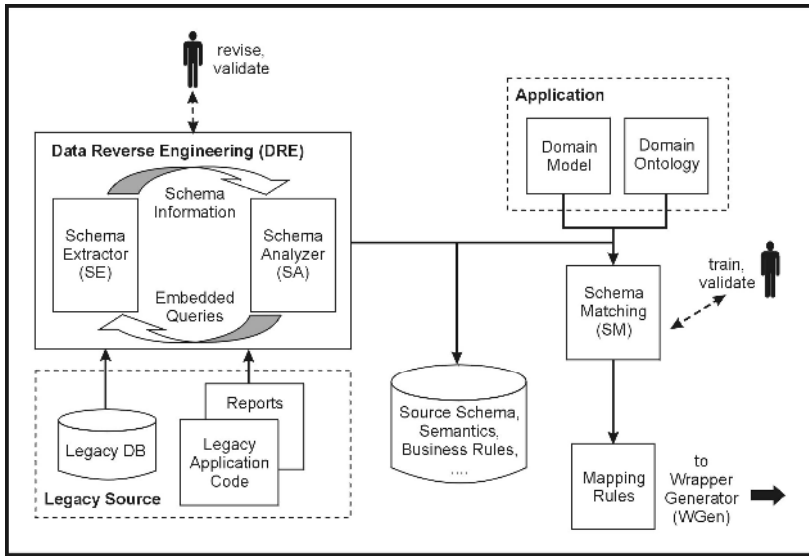 revise,
validate
Application
Data Reverse Engineering (DRE)
Domain
Model
Domain
Ontology
Schema
Information
Schema
Extractor
(SE)
Schema
Analyzer
(SA)
train,
validate
Schema
Matching
(SM)
Embedded
Queries
Reports
Source Schema,
Semantics,
Business Rules,
....
Legacy DB
Legacy
Application
Code
Mapping
Rules
to
Wrapper
Generator
(WGen)
Legacy Source